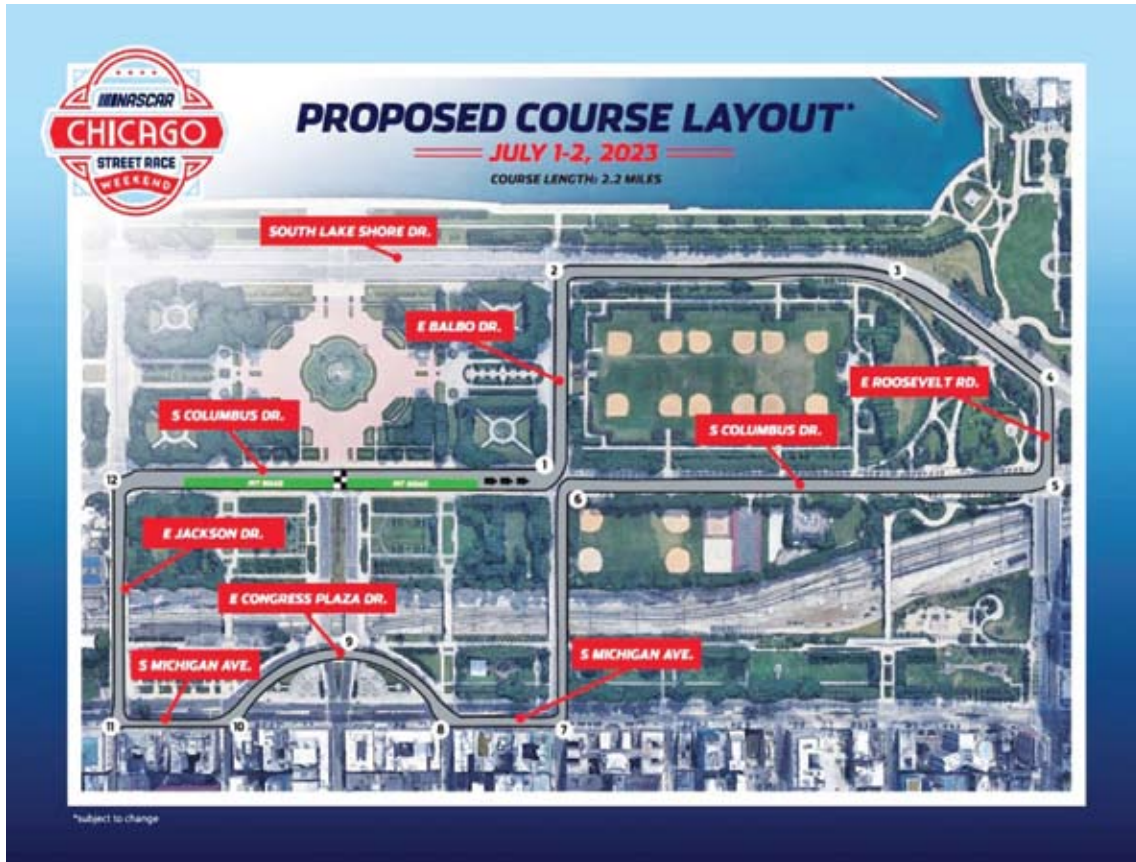 NASCAR
CHICAGO
STREET RACE
WEEKEND
PROPOSED COURSE LAYOUT*
JULY 1-2, 2023
COURSE LENGTH: 2.2 MILES
SOUTH LAKE SHORE DR.
2
3
E BALBO DR.
E ROOSEVELT RD.
4
S COLUMBUS DR.
S COLUMBUS DR.
1
12
PIT ROAD
PIT ROAD
5
6
E JACKSON DR.
E CONGRESS PLAZA DR.
9
S MICHIGAN AVE.
S MICHIGAN AVE.
11
10
8
7
*subject to change